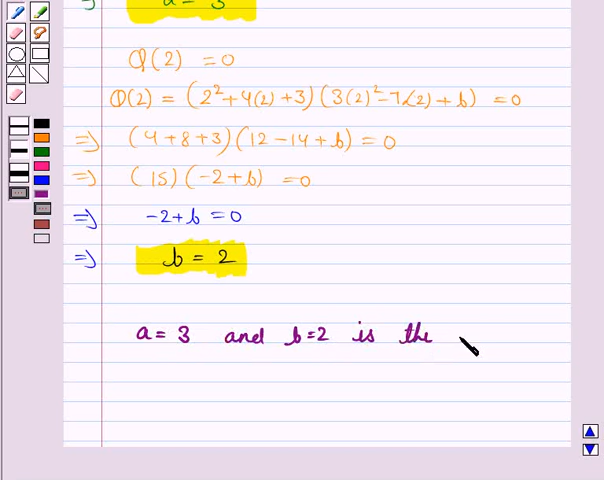 ⇒ a = 3
Q(2) = 0
Q(2) = (2²+4(2)+3)(3(2)²-7(2)+b) = 0
⇒ (4+8+3)(12-14+b) = 0
⇒ (15)(-2+b) = 0
⇒ -2+b = 0
⇒ b = 2
a = 3 and b=2 is the